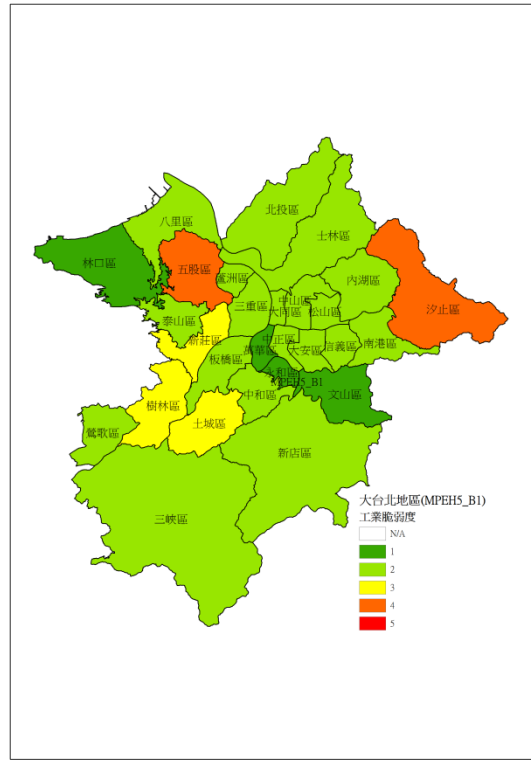 北投區
八里區
士林區
林口區
五股區
蘆洲區
內湖區
中山區
三重區
大同區
松山區
汐止區
泰山區
新莊區
中正區
萬華區
大安區
信義區
南港區
板橋區
永和區
MPEH5_B1
文山區
中和區
樹林區
土城區
鶯歌區
新店區
三峽區
大台北地區(MPEH5_B1)
工業脆弱度
N/A
1
2
3
4
5